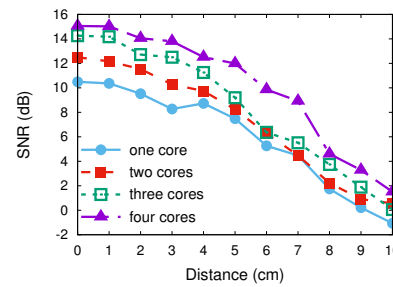 16
14
12
10
8
6
4
2
0
-2
SNR (dB)
one core
two cores
three cores
four cores
0 1 2 3 4 5 6 7 8 9 10
Distance (cm)